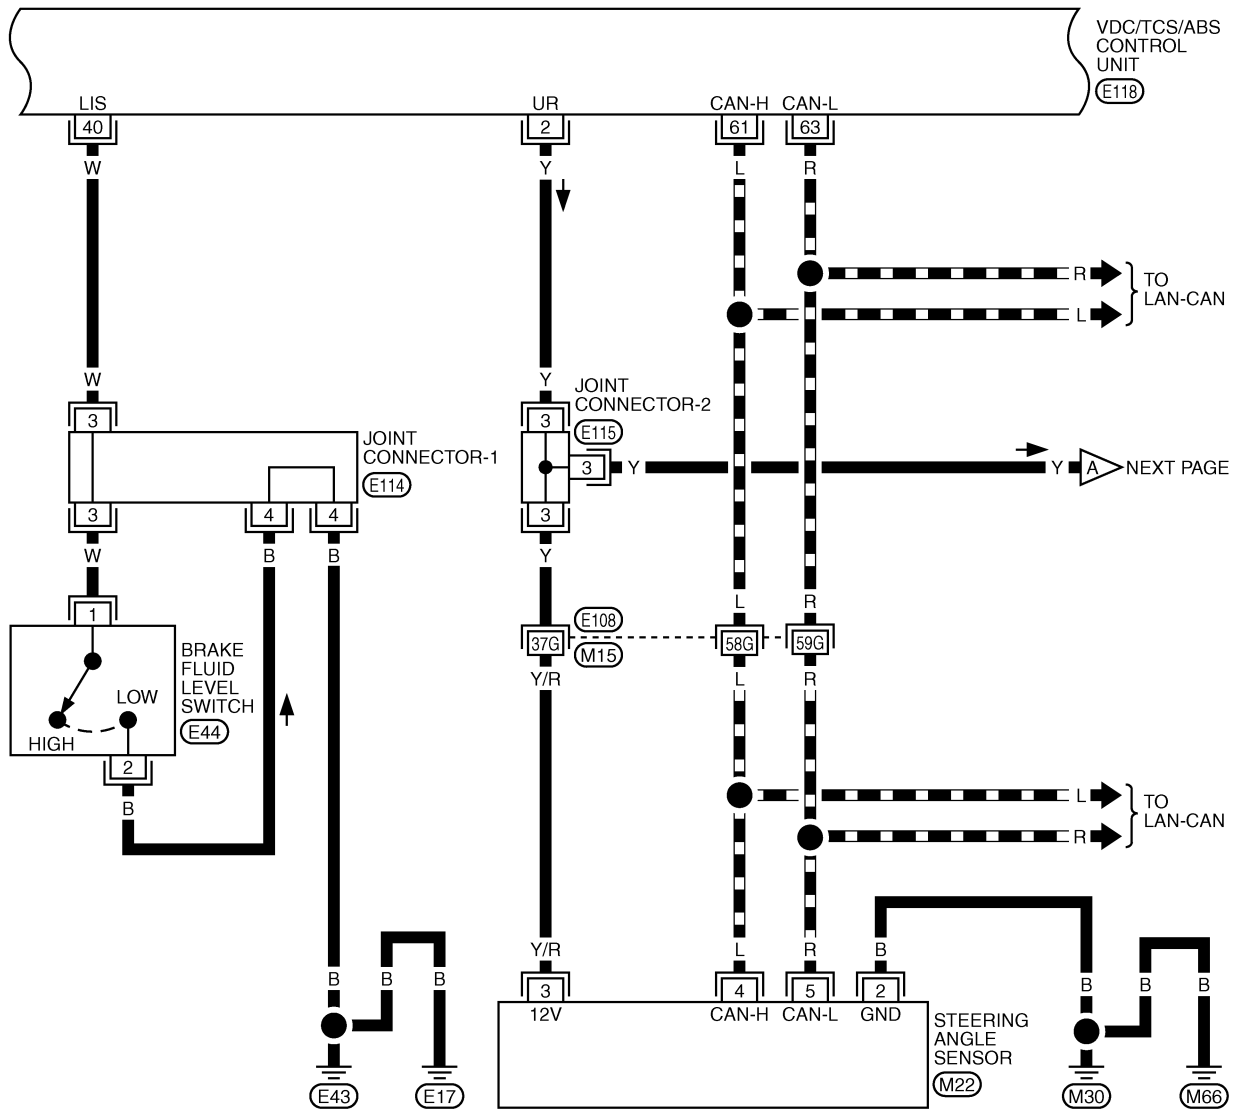 VDC/TCS/ABS
CONTROL
UNIT
E118
LIS
UR
CAN-H
CAN-L
40
2
61
63
W
Y
L
R
R
TO
LAN-CAN
L
W
Y
JOINT
CONNECTOR-2
E115
3
3
JOINT
CONNECTOR-1
E114
3
Y
Y
A
NEXT PAGE
3
4
4
3
W
B
B
Y
L
R
1
E108
37G
58G
59G
M15
BRAKE
FLUID
LEVEL
SWITCH
E44
LOW
HIGH
Y/R
L
R
2
B
L
TO
LAN-CAN
R
Y/R
L
R
B
B
B
B
B
B
B
3
4
5
2
12V
CAN-H
CAN-L
GND
STEERING
ANGLE
SENSOR
M22
E43
E17
M30
M66